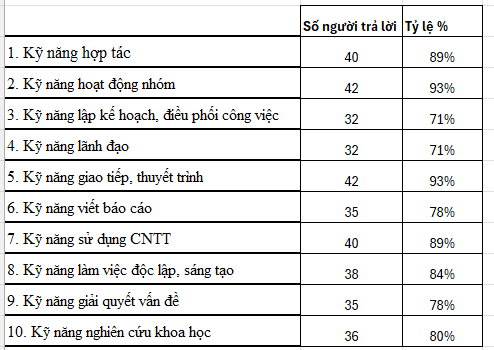 Số người trả lời Tỷ lệ %
1. Kỹ năng hợp tác 40 89%
2. Kỹ năng hoạt động nhóm 42 93%
3. Kỹ năng lập kế hoạch, điều phối công việc 32 71%
4. Kỹ năng lãnh đạo 32 71%
5. Kỹ năng giao tiếp, thuyết trình 42 93%
6. Kỹ năng viết báo cáo 35 78%
7. Kỹ năng sử dụng CNTT 40 89%
8. Kỹ năng làm việc độc lập, sáng tạo 38 84%
9. Kỹ năng giải quyết vấn đề 35 78%
10. Kỹ năng nghiên cứu khoa học 36 80%